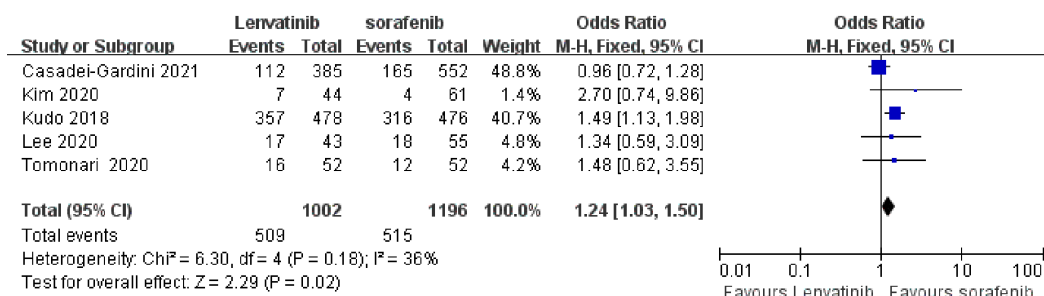 Lenvatinib sorafenib Odds Ratio Odds Ratio
Study or Subgroup Events Total Events Total Weight M-H, Fixed, 95% CI M-H, Fixed, 95% CI
Casadei-Gardini 2021 112 385 165 552 48.8% 0.96 [0.72, 1.28]
Kim 2020 7 44 4 61 1.4% 2.70 [0.74, 9.86]
Kudo 2018 357 478 316 476 40.7% 1.49 [1.13, 1.98]
Lee 2020 17 43 18 55 4.8% 1.34 [0.59, 3.09]
Tomonari 2020 16 52 12 52 4.2% 1.48 [0.62, 3.55]
Total (95% CI) 1002 1196 100.0% 1.24 [1.03, 1.50]
Total events 509 515
Heterogeneity: Chi² = 6.30, df = 4 (P = 0.18); I² = 36%
Test for overall effect: Z = 2.29 (P = 0.02)
0.01 0.1 1 10 100
Favours Lenvatinib Favours sorafenib